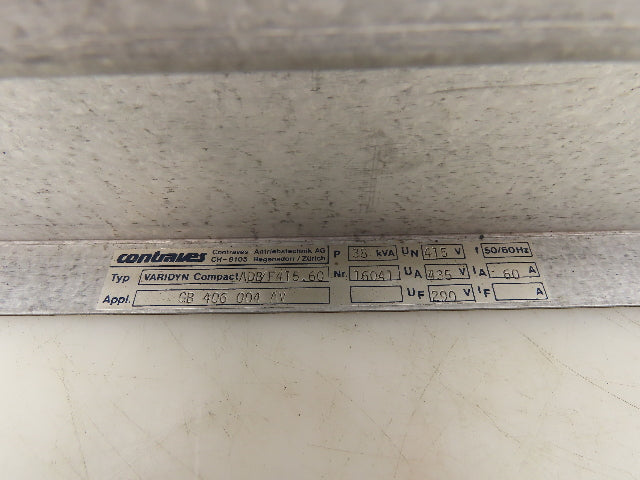 contraves Contraves Antriebstechnik AG P 38 kVA UN 415 V f 50/60Hz
CH-8105 Regensdorf / Zürich
Typ VARIDYN Compact ADB F415.60 Nr. 16041 UA 435 V IA 60 A
Appl. GB 406 004 AV UF 200 V IF A